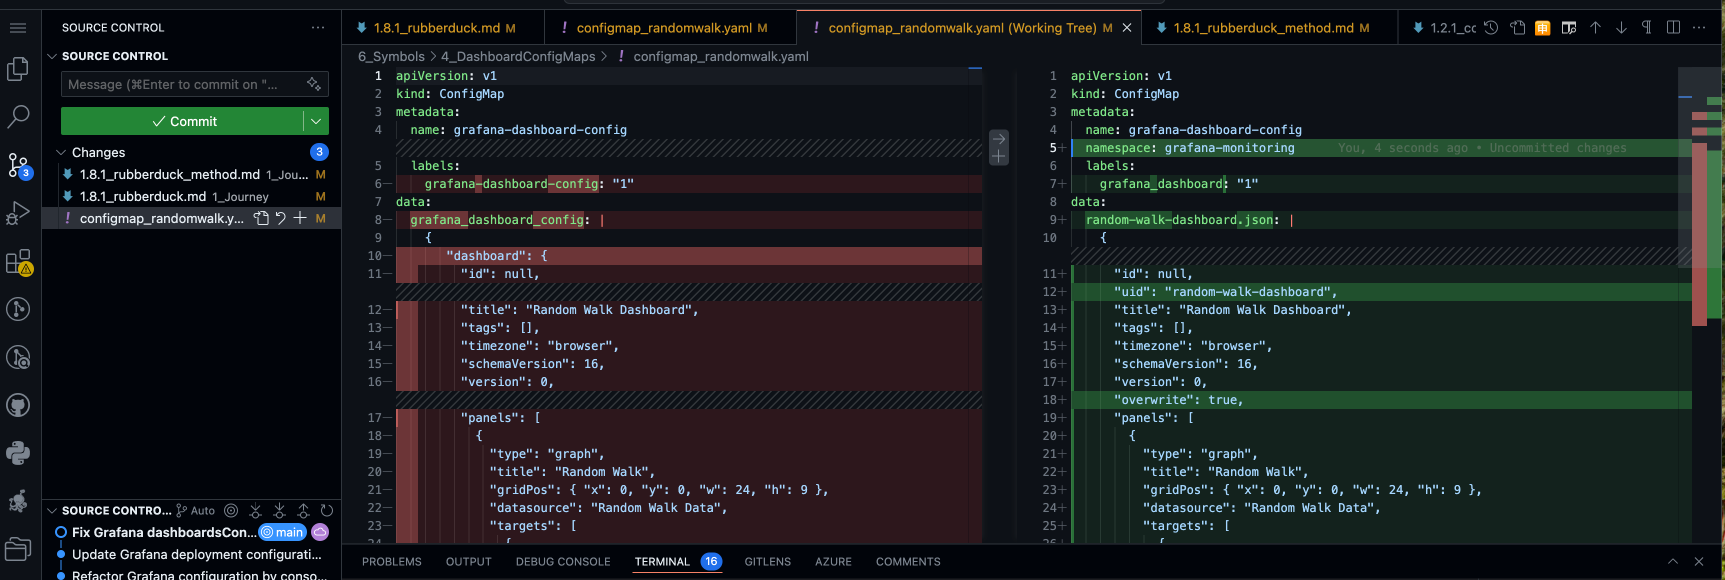 SOURCE CONTROL
SOURCE CONTROL
Message (⌘Enter to commit on "...
Commit
Changes 3
1.8.1_rubberduck_method.md 1_Jou... M
1.8.1_rubberduck.md 1_Journey M
configmap_randomwalk.y... M
3
SOURCE CONTRO... Auto
Fix Grafana dashboardsCon... main
Update Grafana deployment configurati...
Refactor Grafana configuration by conso...
1.8.1_rubberduck.md M
! configmap_randomwalk.yaml M
! configmap_randomwalk.yaml (Working Tree) M
1.8.1_rubberduck_method.md M
1.2.1_cc
6_Symbols > 4_DashboardConfigMaps > ! configmap_randomwalk.yaml
1 apiVersion: v1
2 kind: ConfigMap
3 metadata:
4 name: grafana-dashboard-config
5 labels:
6− grafana-dashboard-config: "1"
7 data:
8− grafana_dashboard_config: |
9 {
10− "dashboard": {
11− "id": null,
12− "title": "Random Walk Dashboard",
13− "tags": [],
14− "timezone": "browser",
15− "schemaVersion": 16,
16− "version": 0,
17− "panels": [
18− {
19− "type": "graph",
20− "title": "Random Walk",
21− "gridPos": { "x": 0, "y": 0, "w": 24, "h": 9 },
22− "datasource": "Random Walk Data",
23− "targets": [
24− {
1 apiVersion: v1
2 kind: ConfigMap
3 metadata:
4 name: grafana-dashboard-config
5+ namespace: grafana-monitoring You, 4 seconds ago • Uncommitted changes
6 labels:
7+ grafana_dashboard: "1"
8 data:
9+ random-walk-dashboard.json: |
10 {
11+ "id": null,
12+ "uid": "random-walk-dashboard",
13+ "title": "Random Walk Dashboard",
14+ "tags": [],
15+ "timezone": "browser",
16+ "schemaVersion": 16,
17+ "version": 0,
18+ "overwrite": true,
19+ "panels": [
20+ {
21+ "type": "graph",
22+ "title": "Random Walk",
23+ "gridPos": { "x": 0, "y": 0, "w": 24, "h": 9 },
24+ "datasource": "Random Walk Data",
25+ "targets": [
26+ {
PROBLEMS OUTPUT DEBUG CONSOLE TERMINAL 16 GITLENS AZURE COMMENTS